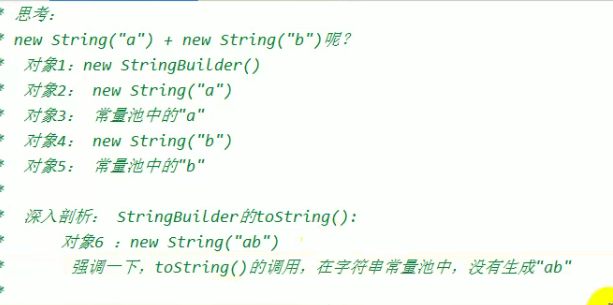 * 思考:
* new String("a") + new String("b")呢?
* 对象1: new StringBuilder()
* 对象2: new String("a")
* 对象3: 常量池中的"a"
* 对象4: new String("b")
* 对象5: 常量池中的"b"
*
* 深入剖析: StringBuilder的toString():
* 对象6 : new String("ab")
* 强调一下, toString()的调用, 在字符串常量池中, 没有生成"ab"
*